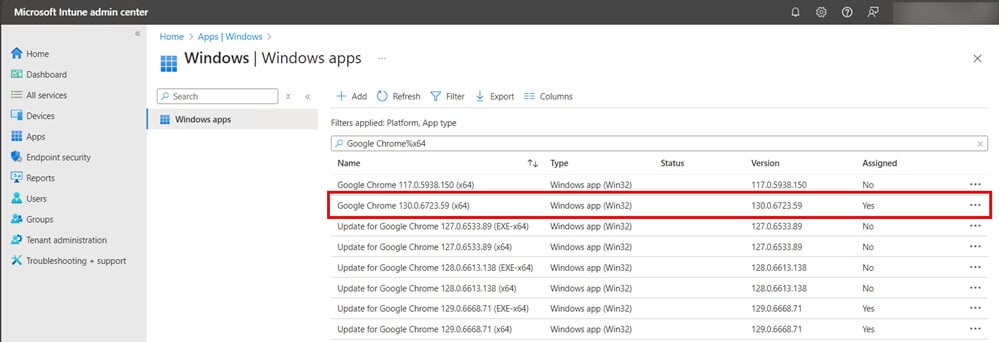 Microsoft Intune admin center
Home
Dashboard
All services
Devices
Apps
Endpoint security
Reports
Users
Groups
Tenant administration
Troubleshooting + support
Home > Apps | Windows >
Windows | Windows apps ...
Search
Windows apps
Add Refresh Filter Export Columns
Filters applied: Platform, App type
Google Chrome%x64
Name Type Status Version Assigned
Google Chrome 117.0.5938.150 (x64) Windows app (Win32) 117.0.5938.150 No
Google Chrome 130.0.6723.59 (x64) Windows app (Win32) 130.0.6723.59 Yes
Update for Google Chrome 127.0.6533.89 (EXE-x64) Windows app (Win32) 127.0.6533.89 No
Update for Google Chrome 127.0.6533.89 (x64) Windows app (Win32) 127.0.6533.89 No
Update for Google Chrome 128.0.6613.138 (EXE-x64) Windows app (Win32) 128.0.6613.138 No
Update for Google Chrome 128.0.6613.138 (x64) Windows app (Win32) 128.0.6613.138 No
Update for Google Chrome 129.0.6668.71 (EXE-x64) Windows app (Win32) 129.0.6668.71 Yes
Update for Google Chrome 129.0.6668.71 (x64) Windows app (Win32) 129.0.6668.71 Yes